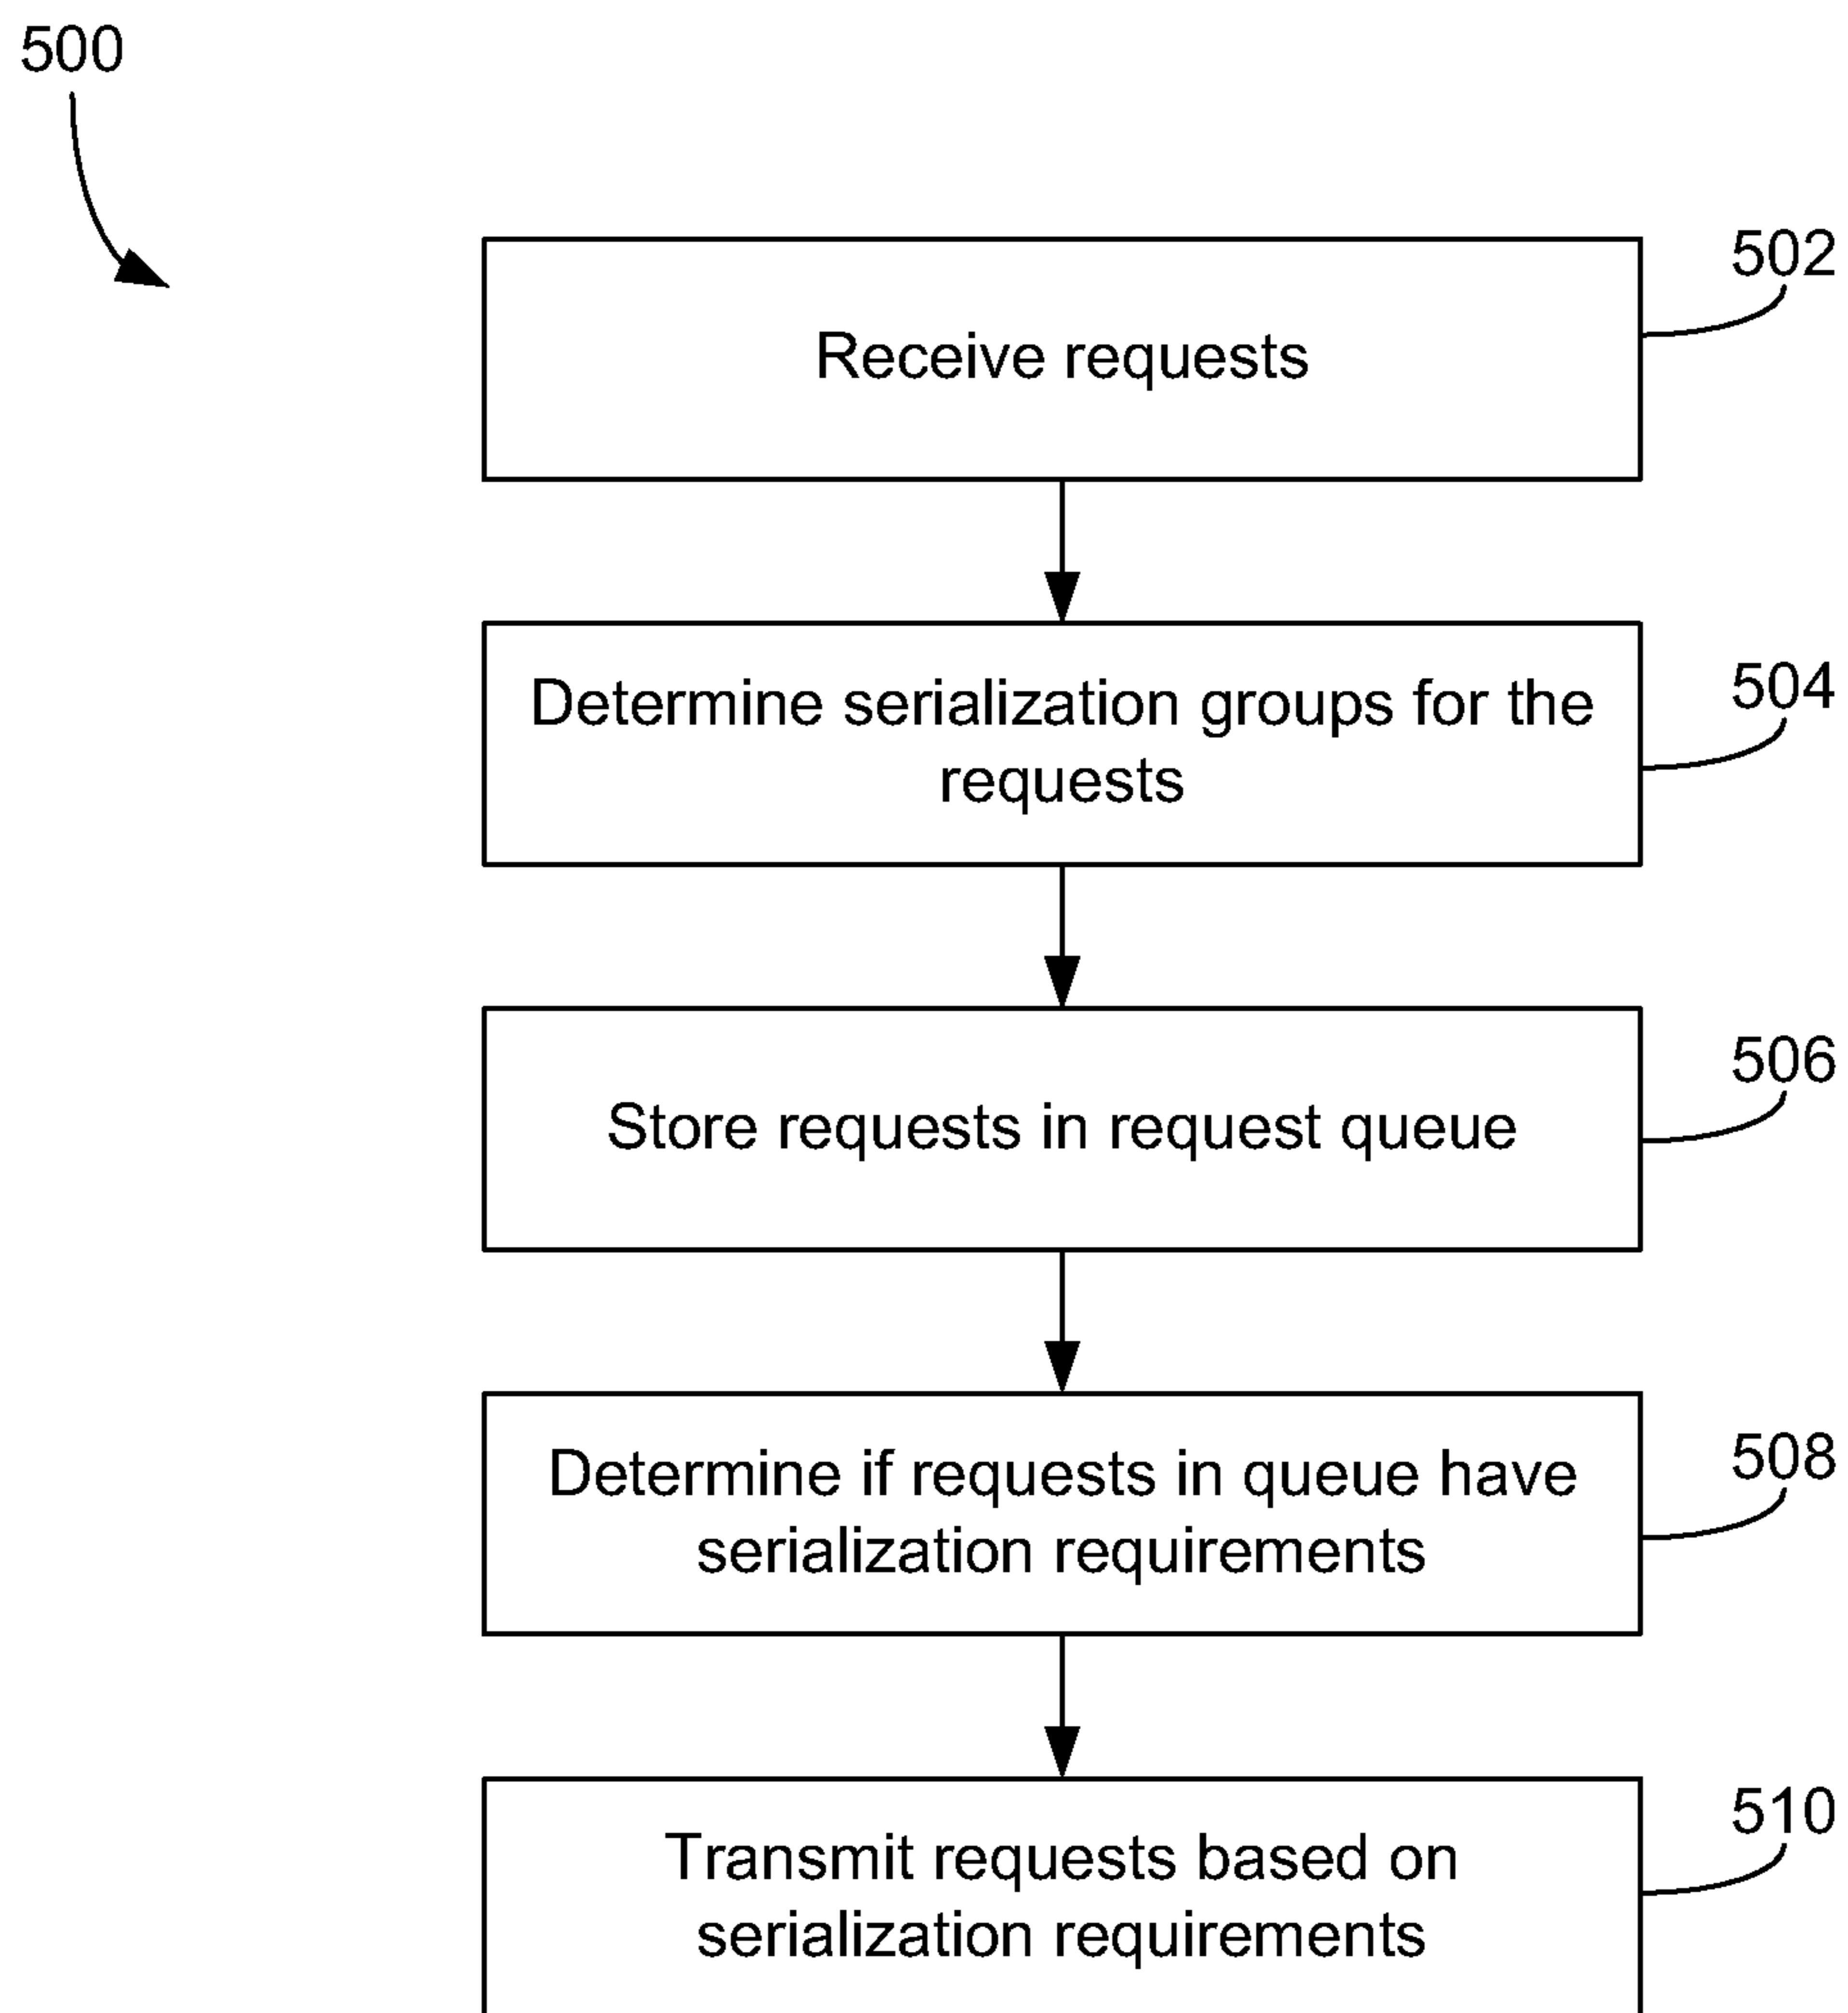 500
502
Receive requests
504
Determine serialization groups for the
requests
506
Store requests in request queue
508
Determine if requests in queue have
serialization requirements
510
Transmit requests based on
serialization requirements